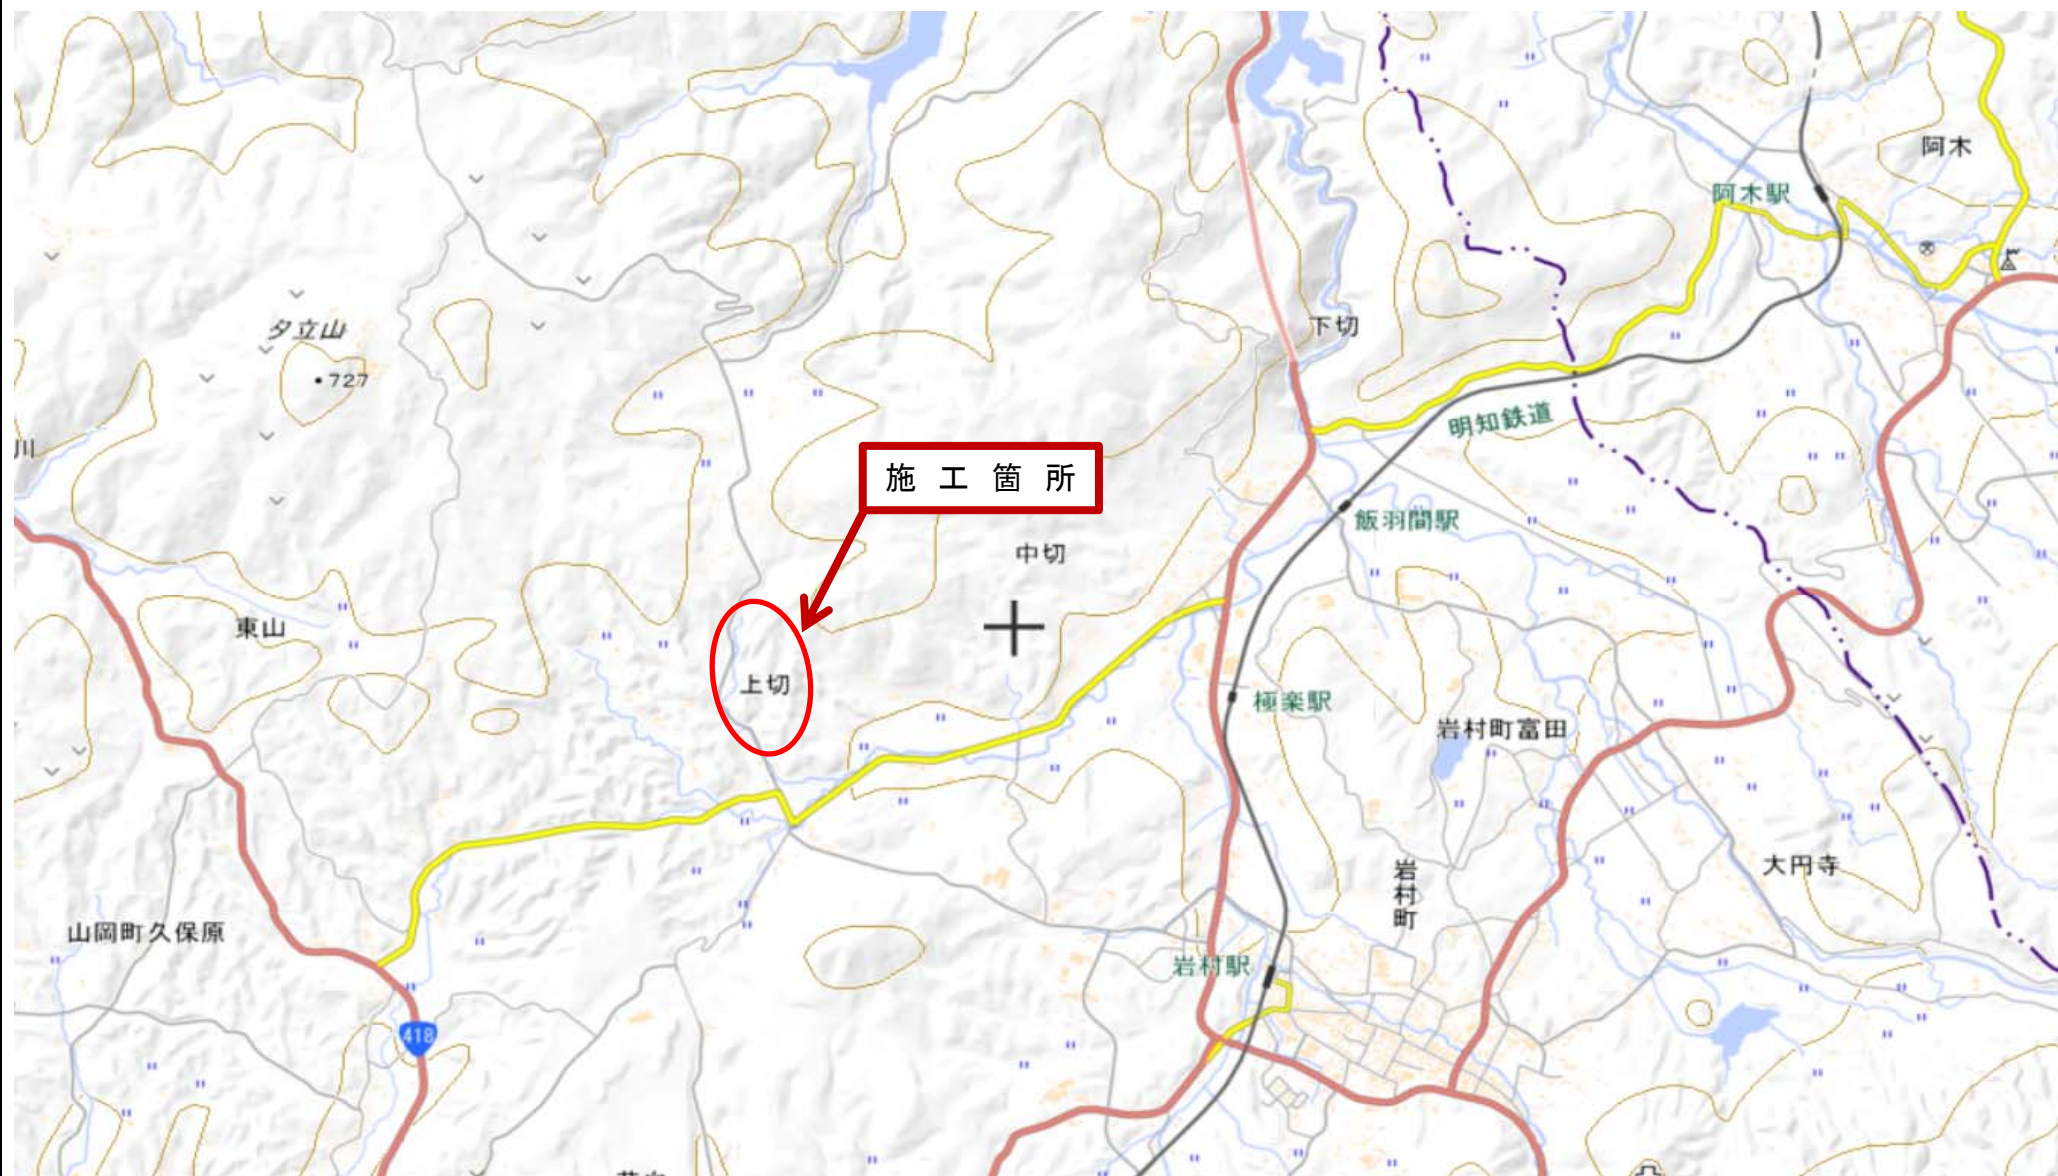 阿木
阿木駅
下切
夕立山
727
明知鉄道
川
施工箇所
飯羽間駅
中切
東山
上切
極楽駅
岩村町富田
大円寺
岩村町
山岡町久保原
岩村駅
418